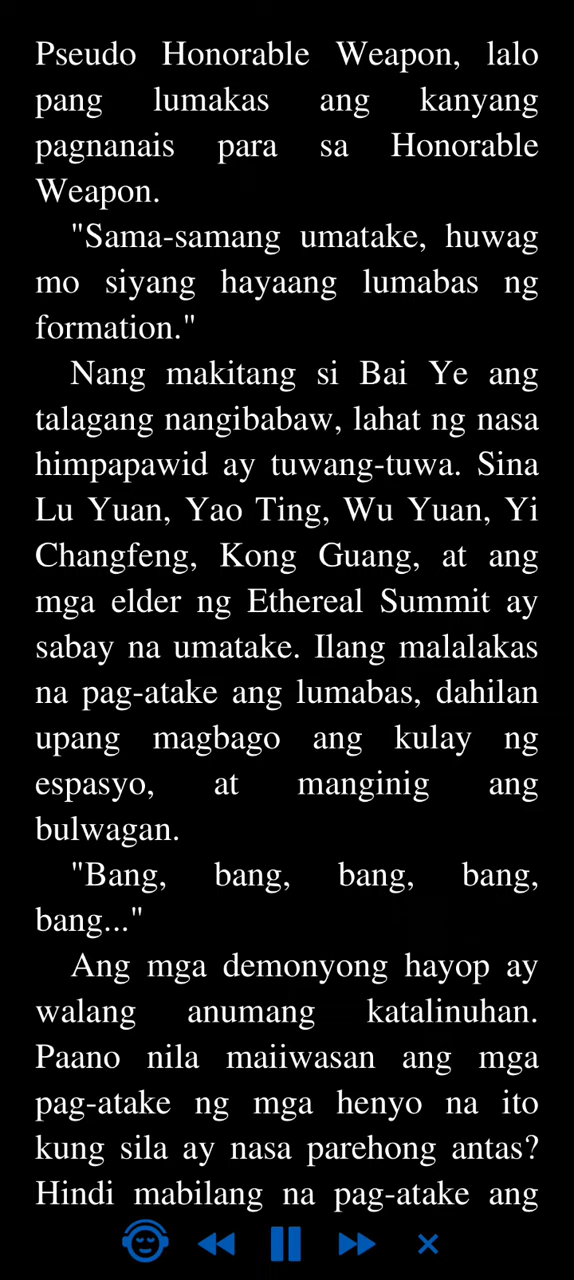 Pseudo Honorable Weapon, lalo
pang lumakas ang kanyang
pagnanais para sa Honorable
Weapon.
"Sama-samang umatake, huwag
mo siyang hayaang lumabas ng
formation."
Nang makitang si Bai Ye ang
talagang nangibabaw, lahat ng nasa
himpapawid ay tuwang-tuwa. Sina
Lu Yuan, Yao Ting, Wu Yuan, Yi
Changfeng, Kong Guang, at ang
mga elder ng Ethereal Summit ay
sabay na umatake. Ilang malalakas
na pag-atake ang lumabas, dahilan
upang magbago ang kulay ng
espasyo, at manginig ang
bulwagan.
"Bang, bang, bang, bang,
bang..."
Ang mga demonyong hayop ay
walang anumang katalinuhan.
Paano nila maiiwasan ang mga
pag-atake ng mga henyo na ito
kung sila ay nasa parehong antas?
Hindi mabilang na pag-atake ang